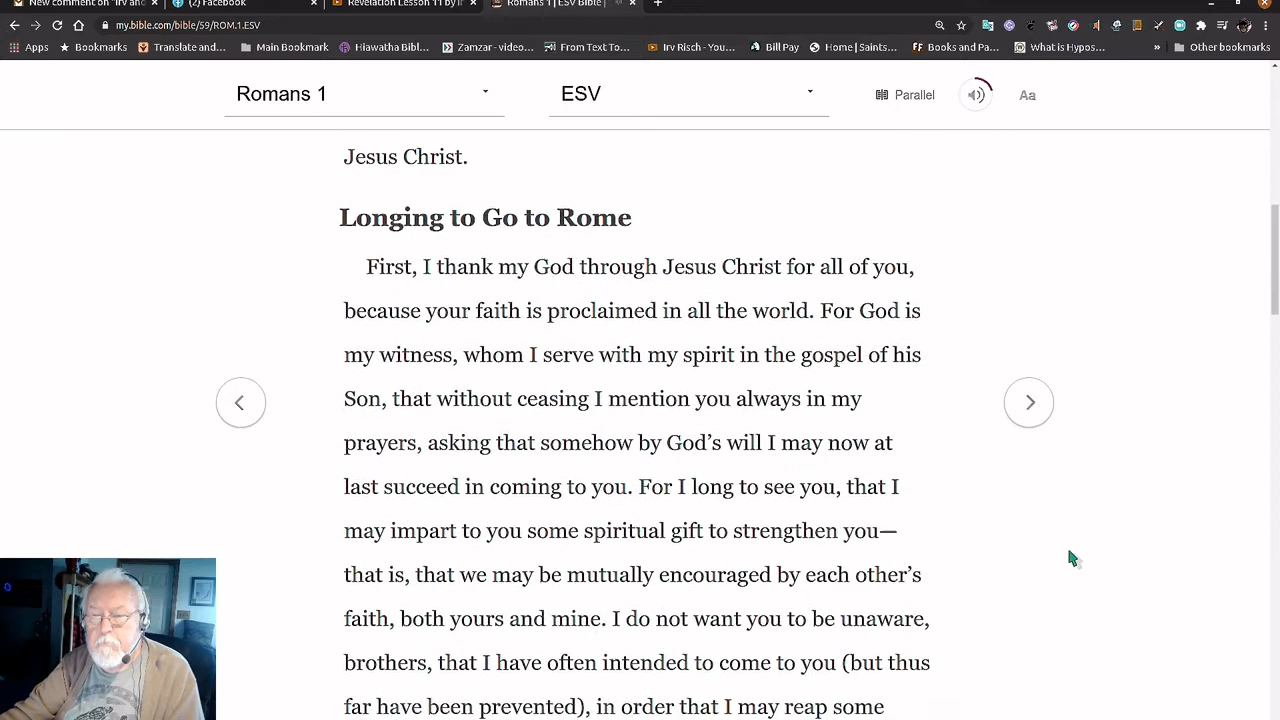 New comment on "Irv and
(2) Facebook
Revelation Lesson 11 by I
Romans 1 | ESV Bible |
my.bible.com/bible/59/ROM.1.ESV
Apps
Bookmarks
Translate and...
Main Bookmark
Hiawatha Bibl...
Zamzar - video...
From Text To...
Irv Risch - You...
Bill Pay
Home | Saints...
Books and Pa...
What is Hypos...
»
Other bookmarks
Romans 1
ESV
Parallel
Aa
Jesus Christ.
Longing to Go to Rome
First, I thank my God through Jesus Christ for all of you,
because your faith is proclaimed in all the world. For God is
my witness, whom I serve with my spirit in the gospel of his
Son, that without ceasing I mention you always in my
prayers, asking that somehow by God’s will I may now at
last succeed in coming to you. For I long to see you, that I
may impart to you some spiritual gift to strengthen you—
that is, that we may be mutually encouraged by each other’s
faith, both yours and mine. I do not want you to be unaware,
brothers, that I have often intended to come to you (but thus
far have been prevented), in order that I may reap some